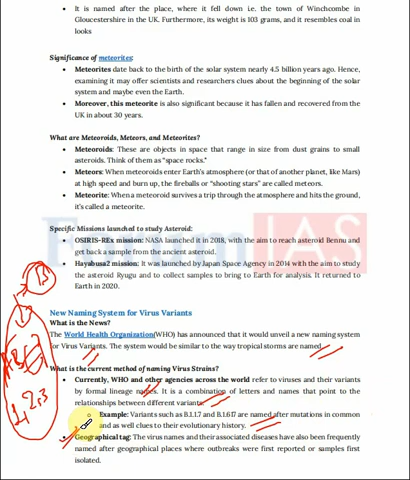 • It is named after the place, where it fell down i.e. the town of Winchcombe in
Gloucestershire in the UK. Furthermore, its weight is 103 grams, and it resembles coal in
looks
Significance of meteorites:
• Meteorites date back to the birth of the solar system nearly 4.5 billion years ago. Hence,
examining it may offer scientists and researchers clues about the beginning of the solar
system and maybe even the Earth.
• Moreover, this meteorite is also significant because it has fallen and recovered from the
UK in about 30 years.
What are Meteoroids, Meteors, and Meteorites?
• Meteoroids: These are objects in space that range in size from dust grains to small
asteroids. Think of them as "space rocks."
• Meteors: When meteoroids enter Earth's atmosphere (or that of another planet, like Mars)
at high speed and burn up, the fireballs or "shooting stars" are called meteors.
• Meteorite: When a meteoroid survives a trip through the atmosphere and hits the ground,
it's called a meteorite.
IAS
Specific Missions launched to study Asteroid:
• OSIRIS-REx mission: NASA launched it in 2018, with the aim to reach asteroid Bennu and
get back a sample from the ancient asteroid.
• Hayabusa2 mission: It was launched by Japan Space Agency in 2014 with the aim to study
the asteroid Ryugu and to collect samples to bring to Earth for analysis. It returned to
Earth in 2020.
B
New Naming System for Virus Variants
What is the News?
The World Health Organization(WHO) has announced that it would unveil a new naming system
for Virus Variants. The system would be similar to the way tropical storms are named.
What is the current method of naming Virus Strains?
• Currently, WHO and other agencies across the world refer to viruses and their variants
by formal lineage names. It is a combination of letters and names that point to the
relationships between different variants.
1 2,3
o Example: Variants such as B.1.1.7 and B.1.617 are named after mutations in common
and as well clues to their evolutionary history.
• Geographical tag: The virus names and their associated diseases have also been frequently
named after geographical places where outbreaks were first reported or samples first
isolated.